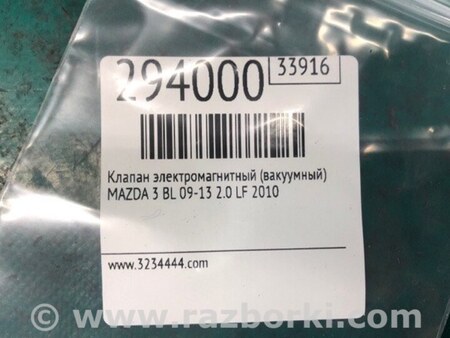 294000 33916
Клапан электромагнитный (вакуумный)
MAZDA 3 BL 09-13 2.0 LF 2010
www.3234444.com
© www.razborki.com